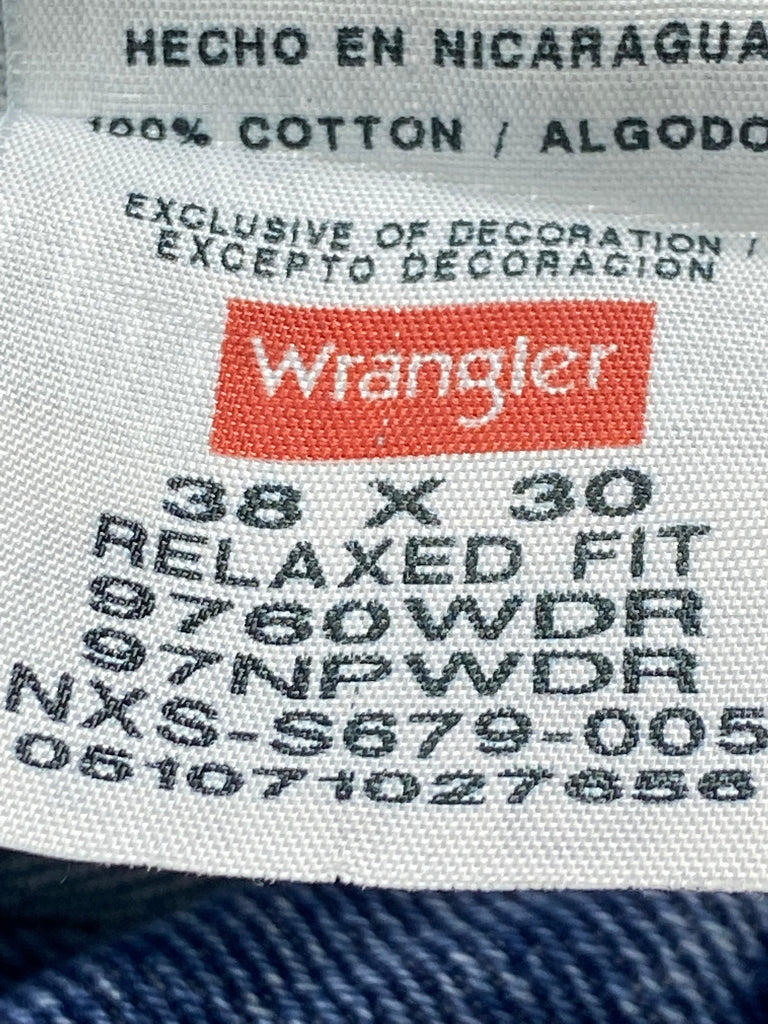 HECHO EN NICARAGUA
100% COTTON / ALGODO
EXCLUSIVE OF DECORATION /
EXCEPTO DECORACION
Wrangler
38 X 30
RELAXED FIT
9760WDR
97NPWDR
NXS-S679-005
051071027656